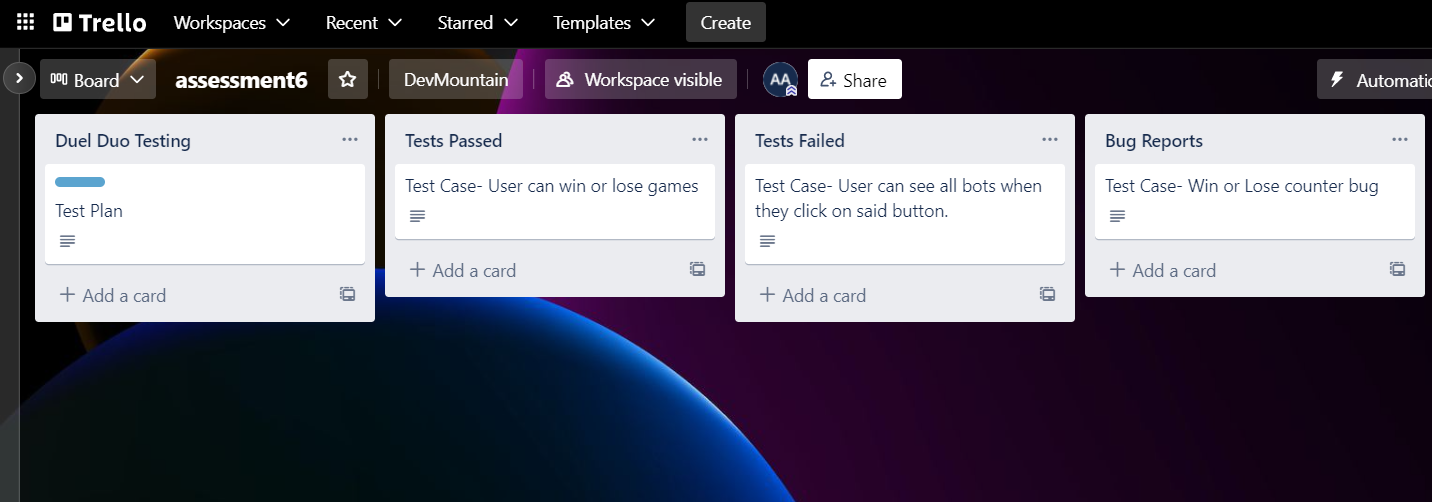 Trello Workspaces Recent Starred Templates Create
Board assessment6 DevMountain Workspace visible AA Share
Duel Duo Testing
Test Plan
Add a card
Tests Passed
Test Case- User can win or lose games
Add a card
Tests Failed
Test Case- User can see all bots when
they click on said button.
Add a card
Bug Reports
Test Case- Win or Lose counter bug
Add a card